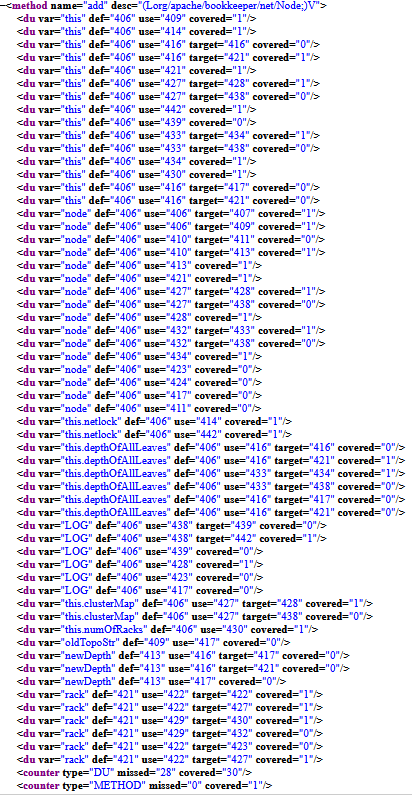 −<method name="add" desc="(Lorg/apache/bookkeeper/net/Node;)V">
<du var="this" def="406" use="409" covered="1"/>
<du var="this" def="406" use="414" covered="1"/>
<du var="this" def="406" use="416" target="416" covered="0"/>
<du var="this" def="406" use="416" target="421" covered="1"/>
<du var="this" def="406" use="421" covered="1"/>
<du var="this" def="406" use="427" target="428" covered="1"/>
<du var="this" def="406" use="427" target="438" covered="0"/>
<du var="this" def="406" use="442" covered="1"/>
<du var="this" def="406" use="439" covered="0"/>
<du var="this" def="406" use="433" target="434" covered="1"/>
<du var="this" def="406" use="433" target="438" covered="0"/>
<du var="this" def="406" use="434" covered="1"/>
<du var="this" def="406" use="430" covered="1"/>
<du var="this" def="406" use="416" target="417" covered="0"/>
<du var="this" def="406" use="416" target="421" covered="0"/>
<du var="node" def="406" use="406" target="407" covered="1"/>
<du var="node" def="406" use="406" target="409" covered="1"/>
<du var="node" def="406" use="410" target="411" covered="0"/>
<du var="node" def="406" use="410" target="413" covered="1"/>
<du var="node" def="406" use="413" covered="1"/>
<du var="node" def="406" use="421" covered="1"/>
<du var="node" def="406" use="427" target="428" covered="1"/>
<du var="node" def="406" use="427" target="438" covered="0"/>
<du var="node" def="406" use="428" covered="1"/>
<du var="node" def="406" use="432" target="433" covered="1"/>
<du var="node" def="406" use="432" target="438" covered="0"/>
<du var="node" def="406" use="434" covered="1"/>
<du var="node" def="406" use="423" covered="0"/>
<du var="node" def="406" use="424" covered="0"/>
<du var="node" def="406" use="417" covered="0"/>
<du var="node" def="406" use="411" covered="0"/>
<du var="this.netlock" def="406" use="414" covered="1"/>
<du var="this.netlock" def="406" use="442" covered="1"/>
<du var="this.depthOfAllLeaves" def="406" use="416" target="416" covered="0"/>
<du var="this.depthOfAllLeaves" def="406" use="416" target="421" covered="1"/>
<du var="this.depthOfAllLeaves" def="406" use="433" target="434" covered="1"/>
<du var="this.depthOfAllLeaves" def="406" use="433" target="438" covered="0"/>
<du var="this.depthOfAllLeaves" def="406" use="416" target="417" covered="0"/>
<du var="this.depthOfAllLeaves" def="406" use="416" target="421" covered="0"/>
<du var="LOG" def="406" use="438" target="439" covered="0"/>
<du var="LOG" def="406" use="438" target="442" covered="1"/>
<du var="LOG" def="406" use="439" covered="0"/>
<du var="LOG" def="406" use="428" covered="1"/>
<du var="LOG" def="406" use="423" covered="0"/>
<du var="LOG" def="406" use="417" covered="0"/>
<du var="this.clusterMap" def="406" use="427" target="428" covered="1"/>
<du var="this.clusterMap" def="406" use="427" target="438" covered="0"/>
<du var="this.numOfRacks" def="406" use="430" covered="1"/>
<du var="oldTopoStr" def="409" use="417" covered="0"/>
<du var="newDepth" def="413" use="416" target="417" covered="0"/>
<du var="newDepth" def="413" use="416" target="421" covered="0"/>
<du var="newDepth" def="413" use="417" covered="0"/>
<du var="rack" def="421" use="422" target="422" covered="1"/>
<du var="rack" def="421" use="422" target="427" covered="1"/>
<du var="rack" def="421" use="429" target="430" covered="1"/>
<du var="rack" def="421" use="429" target="432" covered="0"/>
<du var="rack" def="421" use="422" target="423" covered="0"/>
<du var="rack" def="421" use="422" target="427" covered="1"/>
<counter type="DU" missed="28" covered="30"/>
<counter type="METHOD" missed="0" covered="1"/>